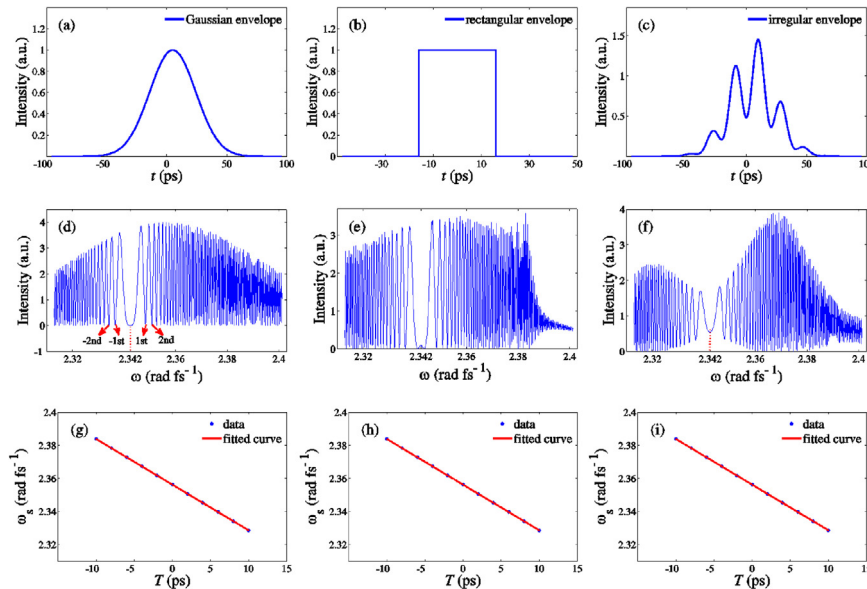 (a) Gaussian envelope
Intensity (a.u.)
1
0.8
0.6
0.4
0.2
0
-100 -50 0 50 100
t (ps)
(b) rectangular envelope
Intensity (a.u.)
1
0.8
0.6
0.4
0.2
0
-30 -10 10 30
t (ps)
(c) irregular envelope
Intensity (a.u.)
1.5
1
0.5
0
-100 -50 0 50 100
t (ps)
(d)
Intensity (a.u.)
4
3
2
1
0
-1
-2nd -1st 1st 2nd
2.32 2.342 2.36 2.38 2.4
ω (rad fs⁻¹)
(e)
Intensity (a.u.)
3
2
1
0
2.32 2.342 2.36 2.38 2.4
ω (rad fs⁻¹)
(f)
Intensity (a.u.)
4
3
2
1
0
2.32 2.342 2.36 2.38 2.4
ω (rad fs⁻¹)
(g) data
fitted curve
ωs (rad fs⁻¹)
2.4
2.38
2.36
2.34
2.32
-15 -10 -5 0 5 10 15
T (ps)
(h) data
fitted curve
ωs (rad fs⁻¹)
2.4
2.38
2.36
2.34
2.32
-15 -10 -5 0 5 10 15
T (ps)
(i) data
fitted curve
ωs (rad fs⁻¹)
2.4
2.38
2.36
2.34
2.32
-15 -10 -5 0 5 10 15
T (ps)